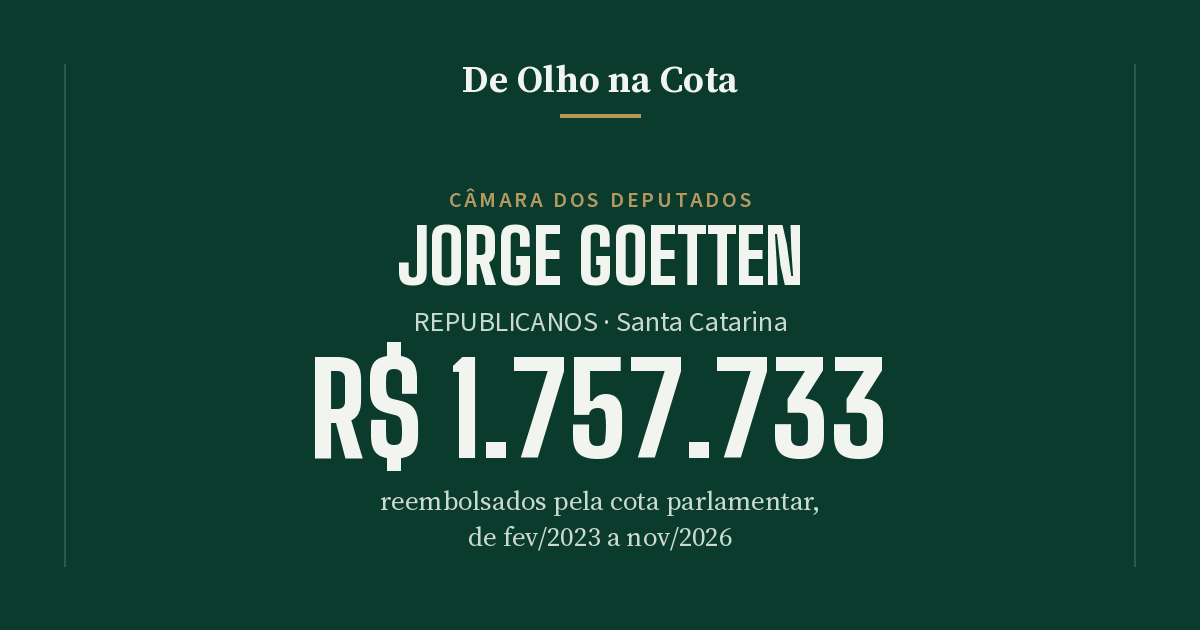 De Olho na Cota
CÂMARA DOS DEPUTADOS
JORGE GOETTEN
REPUBLICANOS · Santa Catarina
R$ 1.757.733
reembolsados pela cota parlamentar,
de fev/2023 a nov/2026